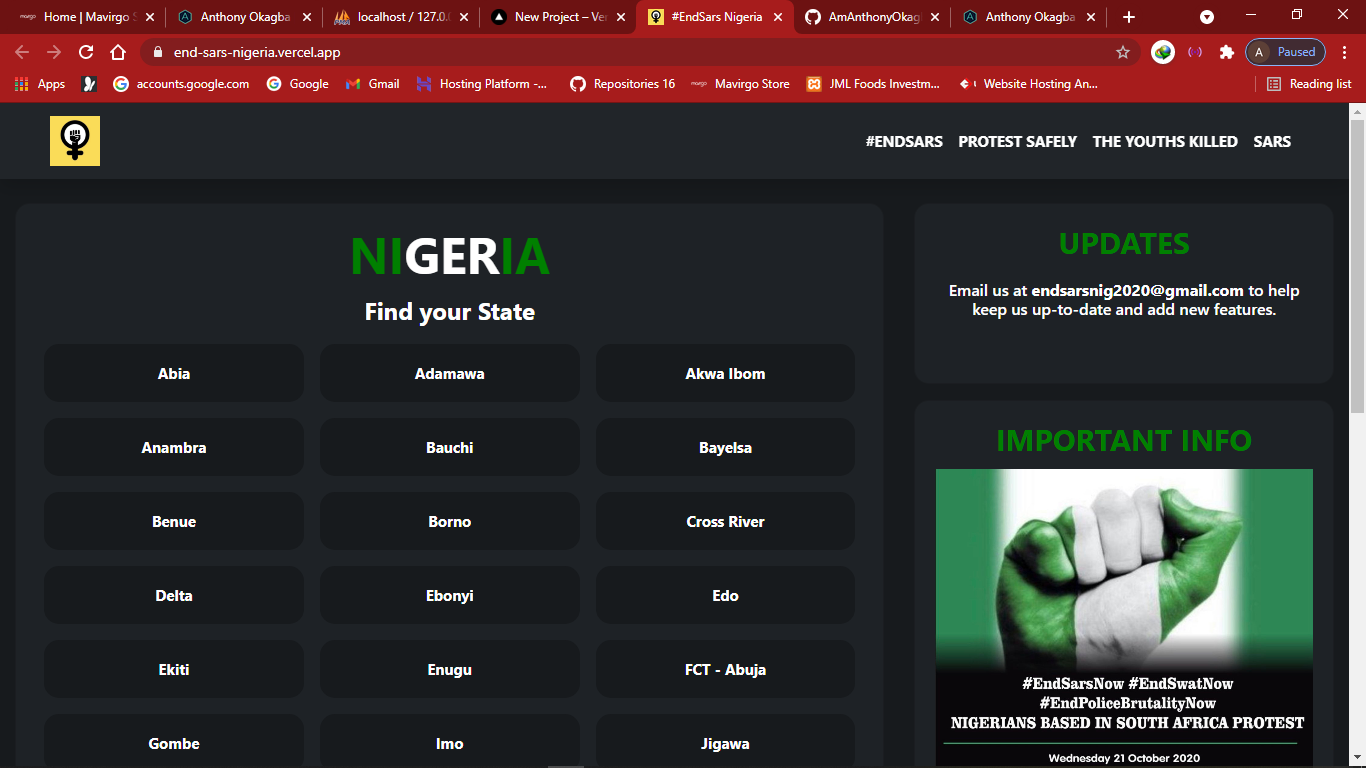 Home | Mavirgo S
Anthony Okagba
localhost / 127.0.0
New Project – Ver
#EndSars Nigeria
AmAnthonyOkag
Anthony Okagba
end-sars-nigeria.vercel.app
A Paused
Apps
accounts.google.com
Google
Gmail
Hosting Platform -...
Repositories 16
Mavirgo Store
JML Foods Investm...
Website Hosting An...
Reading list
#ENDSARS PROTEST SAFELY THE YOUTHS KILLED SARS
NIGERIA
Find your State
Abia Adamawa Akwa Ibom
Anambra Bauchi Bayelsa
Benue Borno Cross River
Delta Ebonyi Edo
Ekiti Enugu FCT - Abuja
Gombe Imo Jigawa
UPDATES
Email us at endsarsnig2020@gmail.com to help
keep us up-to-date and add new features.
IMPORTANT INFO
#EndSarsNow #EndSwatNow
#EndPoliceBrutalityNow
NIGERIANS BASED IN SOUTH AFRICA PROTEST
Wednesday 21 October 2020